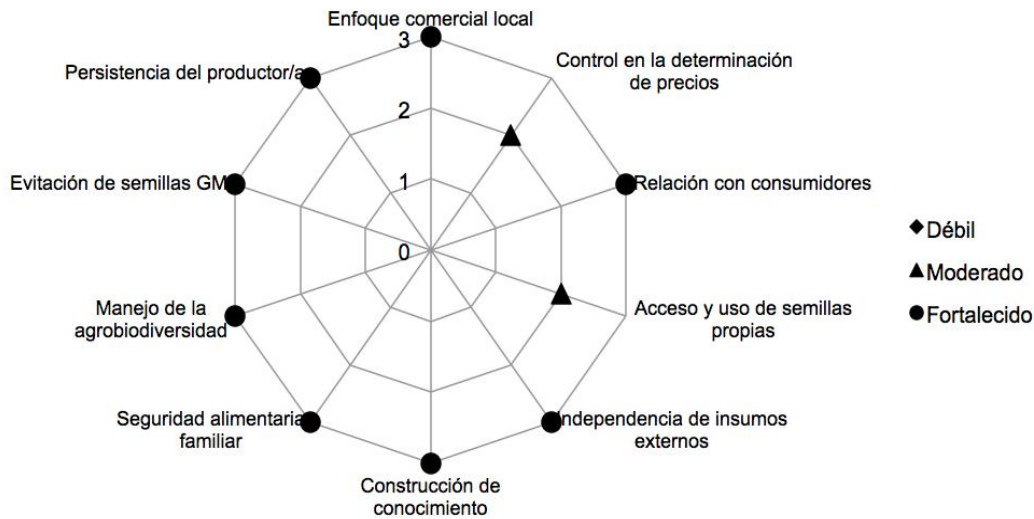 Enfoque comercial local
3
Control en la determinación
de precios
Persistencia del productor/a
2
Evitación de semillas GM
1
Relación con consumidores
0
Débil
Moderado
Fortalecido
Manejo de la
agrobiodiversidad
Acceso y uso de semillas
propias
Seguridad alimentaria
familiar
Independencia de insumos
externos
Construcción de
conocimiento